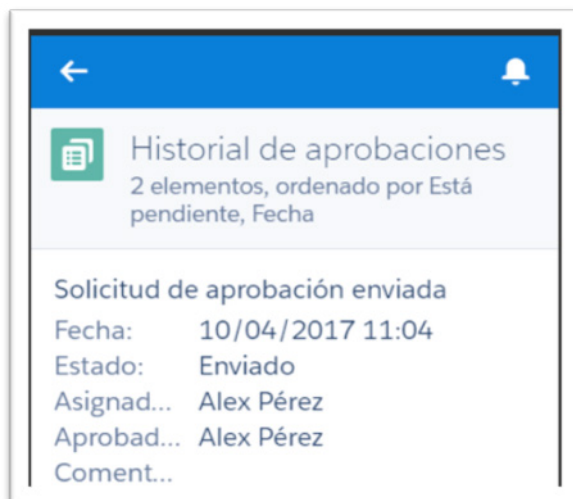 Historial de aprobaciones
2 elementos, ordenado por Está
pendiente, Fecha
Solicitud de aprobación enviada
Fecha: 10/04/2017 11:04
Estado: Enviado
Asignad... Alex Pérez
Aprobad... Alex Pérez
Coment...